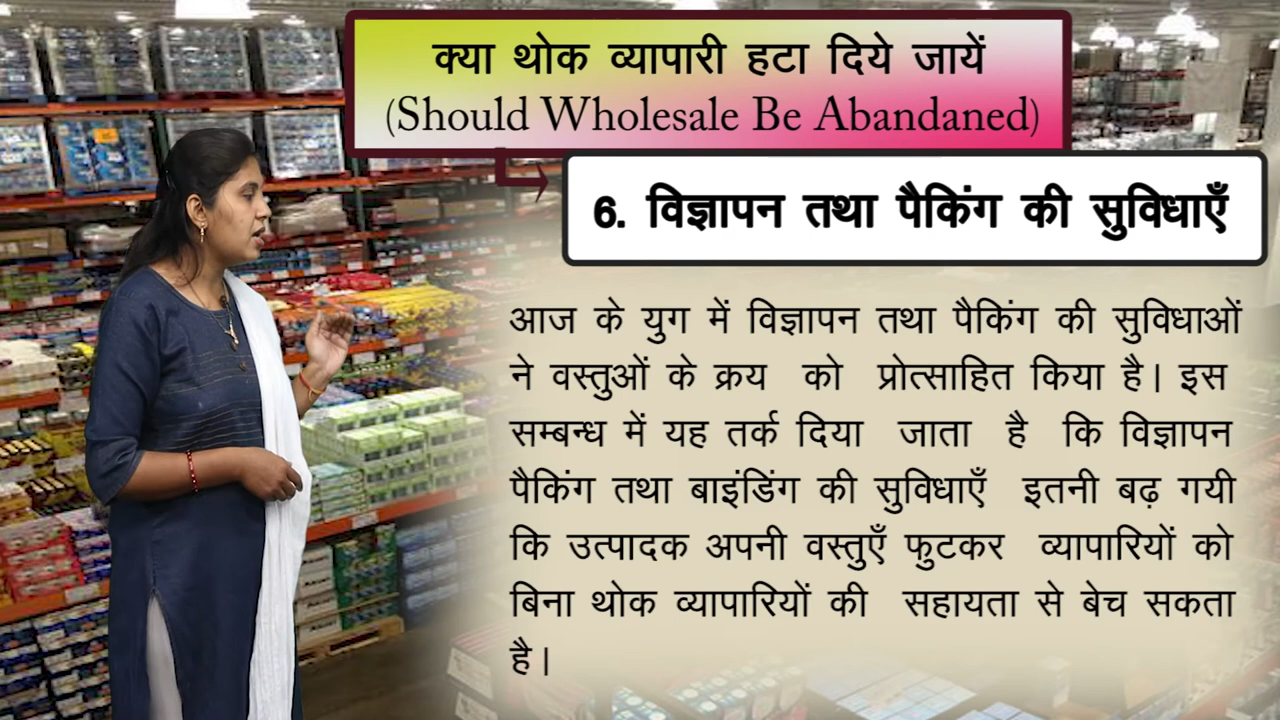 क्या थोक व्यापारी हटा दिये जायें
(Should Wholesale Be Abandaned)
6. विज्ञापन तथा पैकिंग की सुविधाएँ
आज के युग में विज्ञापन तथा पैकिंग की सुविधाओं
ने वस्तुओं के क्रय को प्रोत्साहित किया है। इस
सम्बन्ध में यह तर्क दिया जाता है कि विज्ञापन
पैकिंग तथा बाइंडिंग की सुविधाएँ इतनी बढ़ गयी
कि उत्पादक अपनी वस्तुएँ फुटकर व्यापारियों को
बिना थोक व्यापारियों की सहायता से बेच सकता
है।